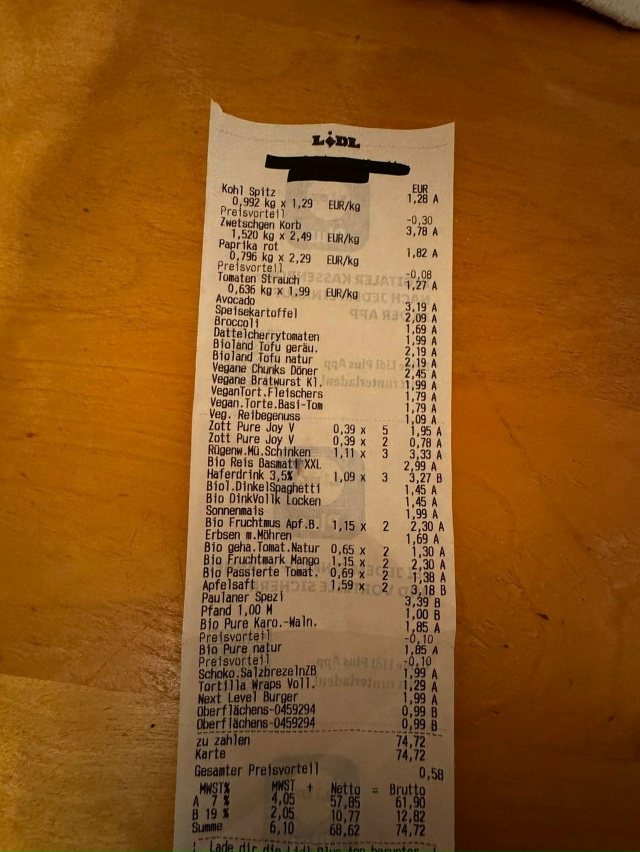 LIDL
EUR
Kohl Spitz 1,28 A
0,992 kg x 1,29 EUR/kg
Preisvorteil -0,30
Zwetschgen Korb 3,78 A
1,520 kg x 2,49 EUR/kg
Paprika rot 1,82 A
0,796 kg x 2,29 EUR/kg
Preisvorteil -0,08
Tomaten Strauch 1,27 A
0,636 kg x 1,99 EUR/kg
Avocado 3,19 A
Speisekartoffel 2,09 A
Broccoli 1,69 A
Dattelcherrytomaten 1,99 A
Bioland Tofu geräu. 2,19 A
Bioland Tofu natur 2,19 A
Vegane Chunks Döner 2,45 A
Vegane Bratwurst Kl. 1,99 A
VeganTort.Fleischers 1,79 A
Vegan.Torte.Basi-Tom 1,79 A
Veg. Reibegenuss 1,09 A
Zott Pure Joy V 0,39 x 5 1,95 A
Zott Pure Joy V 0,39 x 2 0,78 A
Rügenw.Mü.Schinken 1,11 x 3 3,33 A
Bio Reis Basmati XXL 2,99 A
Haferdrink 3,5% 1,09 x 3 3,27 B
Biol.DinkelSpaghetti 1,45 A
Bio DinkVollk Locken 1,45 A
Sonnenmais 1,99 A
Bio Fruchtmus Apf.B. 1,15 x 2 2,30 A
Erbsen m.Möhren 1,69 A
Bio geha.Tomat.Natur 0,65 x 2 1,30 A
Bio Fruchtmark Mango 1,15 x 2 2,30 A
Bio Passierte Tomat. 0,69 x 2 1,38 A
Apfelsaft 1,59 x 2 3,18 B
Paulaner Spezi 3,39 B
Pfand 1,00 M 1,00 B
Bio Pure Karo.-Waln. 1,85 A
Preisvorteil -0,10
Bio Pure natur 1,85 A
Preisvorteil -0,10
Schoko.SalzbrezelnZB 1,99 A
Tortilla Wraps Voll. 1,29 A
Next Level Burger 1,99 A
Oberflächens-0459294 0,99 B
Oberflächens-0459294 0,99 B
zu zahlen 74,72
Karte 74,72
Gesamter Preisvorteil 0,58
MWST% MWST + Netto = Brutto
A 7 % 4,05 57,85 61,90
B 19 % 2,05 10,77 12,82
Summe 6,10 68,62 74,72
Lade dir die Lidl Plus App herunter